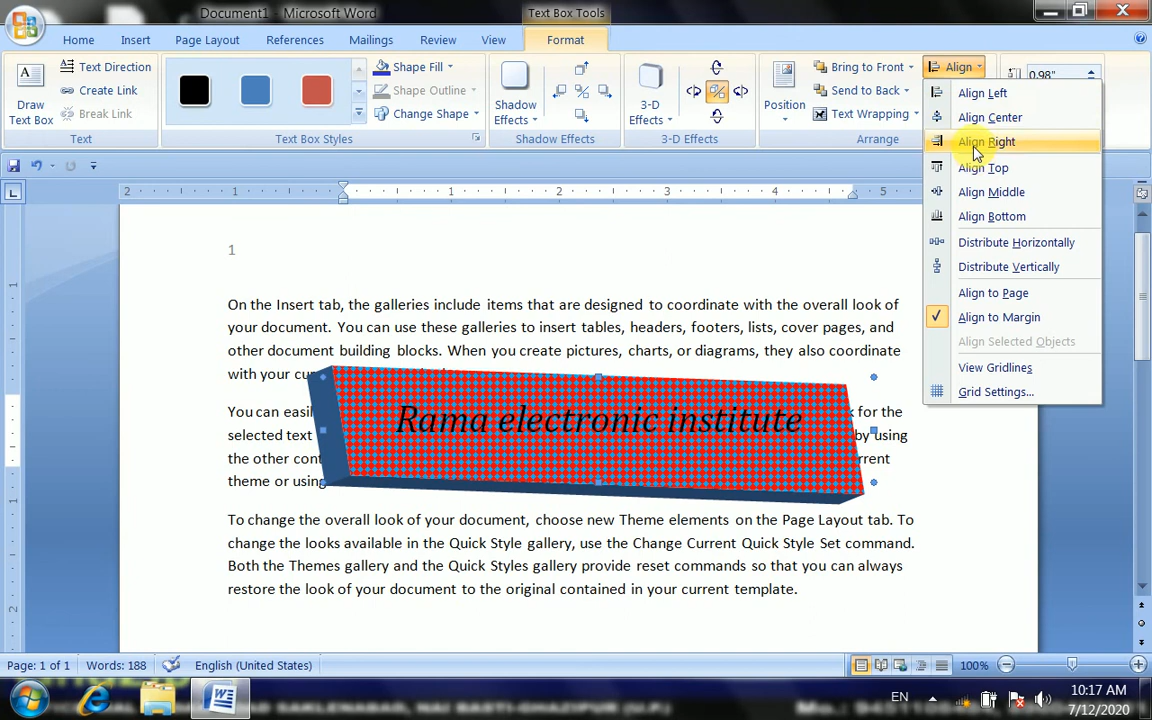 Document1 - Microsoft Word
Text Box Tools
Home
Insert
Page Layout
References
Mailings
Review
View
Format
Draw
Text Box
Text Direction
Create Link
Break Link
Text
Shape Fill
Shape Outline
Change Shape
Text Box Styles
Shadow
Effects
Shadow Effects
3-D
Effects
3-D Effects
Position
Bring to Front
Send to Back
Text Wrapping
Arrange
Align
0.98"
Align Left
Align Center
Align Right
Align Top
Align Middle
Align Bottom
Distribute Horizontally
Distribute Vertically
Align to Page
Align to Margin
Align Selected Objects
View Gridlines
Grid Settings...
2 1 1 2 3 4 5
1
On the Insert tab, the galleries include items that are designed to coordinate with the overall look of
your document. You can use these galleries to insert tables, headers, footers, lists, cover pages, and
other document building blocks. When you create pictures, charts, or diagrams, they also coordinate
with your
You can easi for the
selected text by using
the other con
theme or using
Rama electronic institute
To change the overall look of your document, choose new Theme elements on the Page Layout tab. To
change the looks available in the Quick Style gallery, use the Change Current Quick Style Set command.
Both the Themes gallery and the Quick Styles gallery provide reset commands so that you can always
restore the look of your document to the original contained in your current template.
Page: 1 of 1
Words: 188
English (United States)
100%
EN
10:17 AM
7/12/2020